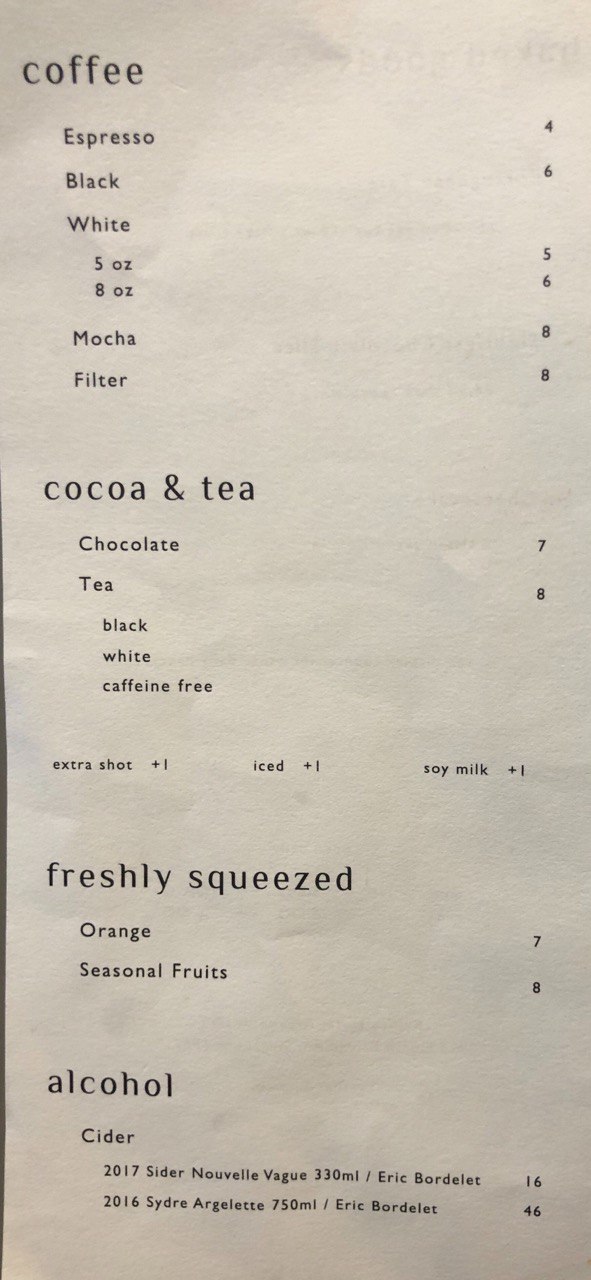 coffee
Espresso 4
Black 6
White
5 oz 5
8 oz 6
Mocha 8
Filter 8
cocoa & tea
Chocolate 7
Tea 8
black
white
caffeine free
extra shot +1 iced +1 soy milk +1
freshly squeezed
Orange 7
Seasonal Fruits 8
alcohol
Cider
2017 Sider Nouvelle Vague 330ml / Eric Bordelet 16
2016 Sydre Argelette 750ml / Eric Bordelet 46